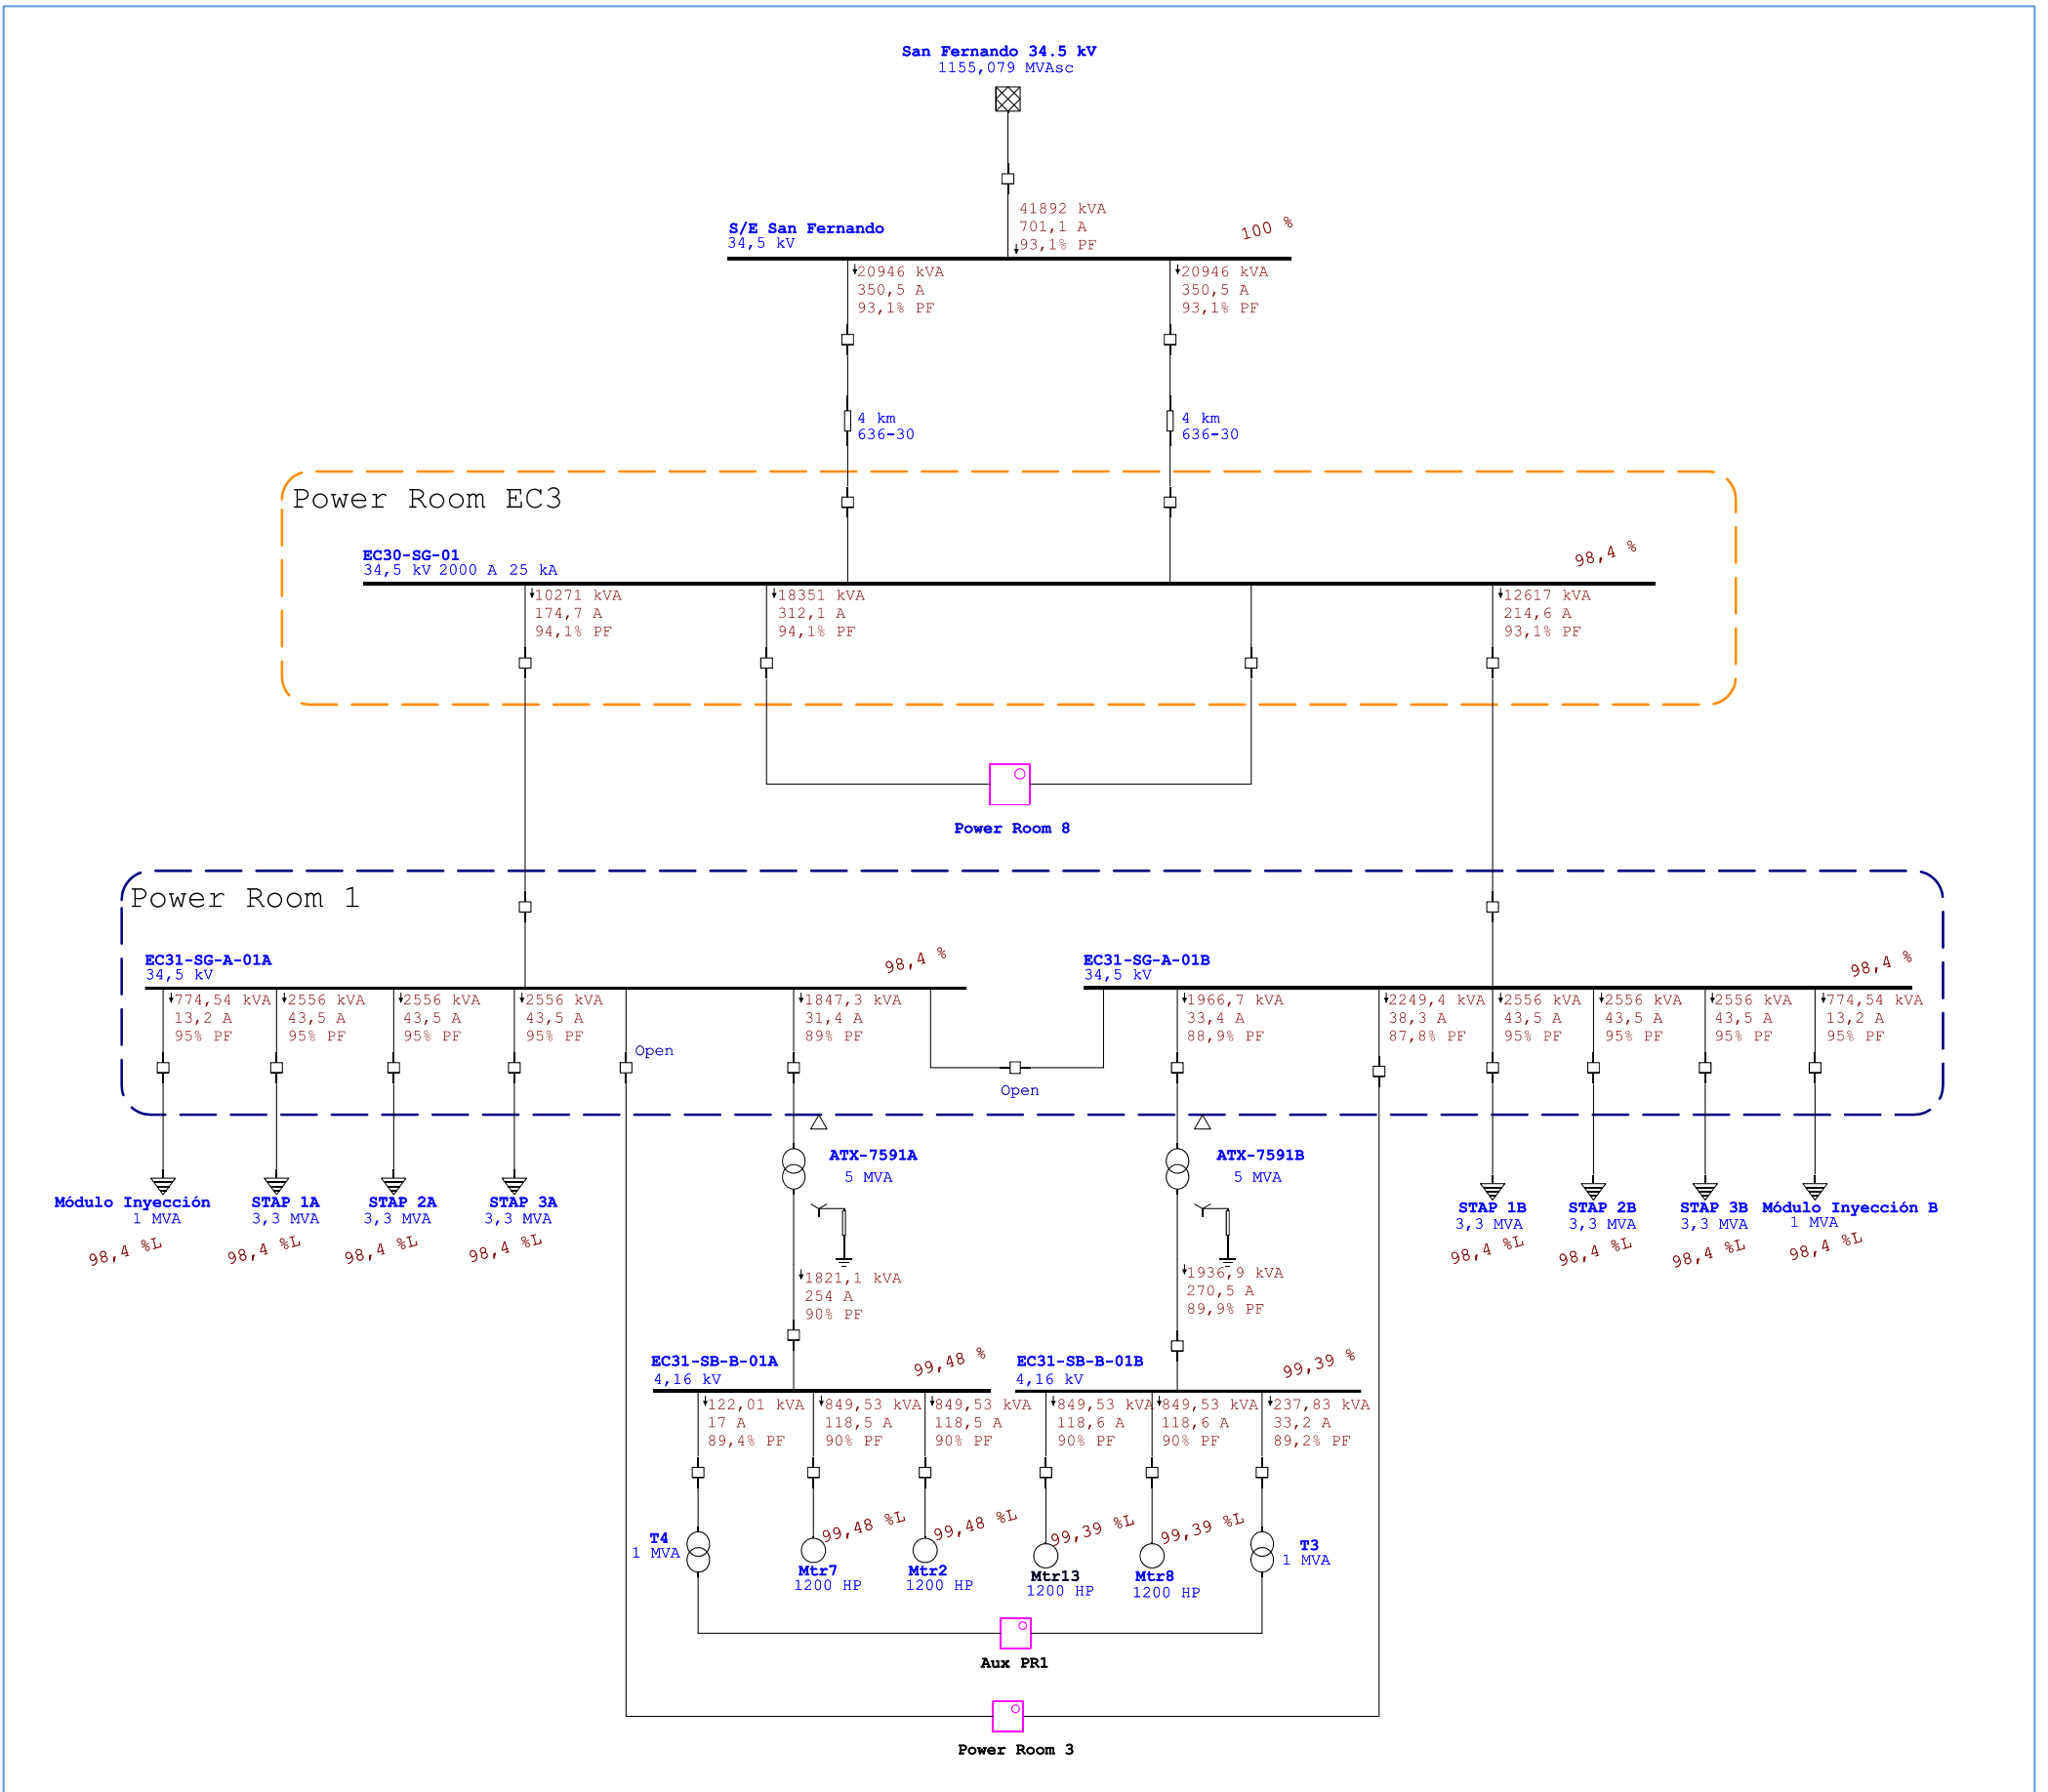 San Fernando 34.5 kV
1155,079 MVAsc
41892 kVA
701,1 A
93,1% PF
100 %
S/E San Fernando
34,5 kV
20946 kVA
350,5 A
93,1% PF
20946 kVA
350,5 A
93,1% PF
4 km
636-30
4 km
636-30
Power Room EC3
EC30-SG-01
34,5 kV 2000 A 25 kA
98,4 %
10271 kVA
174,7 A
94,1% PF
18351 kVA
312,1 A
94,1% PF
12617 kVA
214,6 A
93,1% PF
Power Room 8
Power Room 1
EC31-SG-A-01A
34,5 kV
98,4 %
EC31-SG-A-01B
34,5 kV
98,4 %
774,54 kVA
13,2 A
95% PF
2556 kVA
43,5 A
95% PF
2556 kVA
43,5 A
95% PF
2556 kVA
43,5 A
95% PF
Open
1847,3 kVA
31,4 A
89% PF
Open
1966,7 kVA
33,4 A
88,9% PF
2249,4 kVA
38,3 A
87,8% PF
2556 kVA
43,5 A
95% PF
2556 kVA
43,5 A
95% PF
2556 kVA
43,5 A
95% PF
774,54 kVA
13,2 A
95% PF
ATX-7591A
5 MVA
ATX-7591B
5 MVA
Módulo Inyección
1 MVA
98,4 %L
STAP 1A
3,3 MVA
98,4 %L
STAP 2A
3,3 MVA
98,4 %L
STAP 3A
3,3 MVA
98,4 %L
STAP 1B
3,3 MVA
98,4 %L
STAP 2B
3,3 MVA
98,4 %L
STAP 3B
3,3 MVA
98,4 %L
Módulo Inyección B
1 MVA
98,4 %L
1821,1 kVA
254 A
90% PF
1936,9 kVA
270,5 A
89,9% PF
EC31-SB-B-01A
4,16 kV
99,48 %
EC31-SB-B-01B
4,16 kV
99,39 %
122,01 kVA
17 A
89,4% PF
849,53 kVA
118,5 A
90% PF
849,53 kVA
118,5 A
90% PF
849,53 kVA
118,6 A
90% PF
849,53 kVA
118,6 A
90% PF
237,83 kVA
33,2 A
89,2% PF
T4
1 MVA
99,48 %L
Mtr7
1200 HP
99,48 %L
Mtr2
1200 HP
99,39 %L
Mtr13
1200 HP
99,39 %L
Mtr8
1200 HP
T3
1 MVA
Aux PR1
Power Room 3